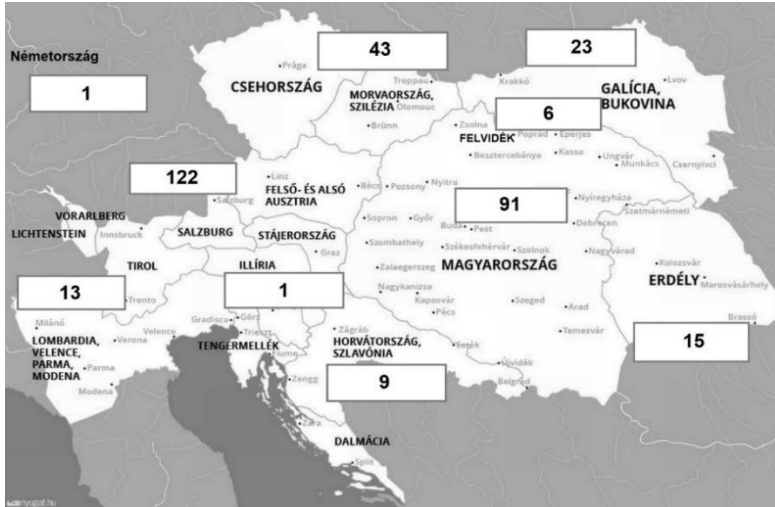 Németország
1
43
23
Prága
CSEHORSZÁG
Troppau
MORVAORSZÁG,
SZILÉZIA
Olomouc
Brünn
Krakkó
Lvov
GALÍCIA,
BUKOVINA
6
Zsolna
Poprád
Eperjes
FELVIDÉK
Besztercebánya
Kassa
Ungvár
Munkács
Csernyivci
122
Linz
FELSŐ- ÉS ALSÓ
AUSZTRIA
Bécs
Pozsony
Nyitra
Salzburg
91
Nyíregyháza
Szatmárnémeti
VORARLBERG
LICHTENSTEIN
Innsbruck
SALZBURG
STÁJERORSZÁG
Graz
Sopron
Győr
Buda
Pest
Debrecen
TIROL
ILLÍRIA
Szombathely
Székesfehérvár
Szolnok
Nagyvárad
MAGYARORSZÁG
Zalaegerszeg
Kolozsvár
ERDÉLY
Marosvásárhely
13
Trento
1
Nagykanizsa
Kaposvár
Pécs
Szeged
Arad
Temesvár
Brassó
15
Milánó
LOMBARDIA,
VELENCE,
PARMA,
MODENA
Verona
Velence
Parma
Modena
Gradisca
Görz
Trieszt
TENGERMELLÉK
Fiume
Zágráb
HORVÁTORSZÁG,
SZLAVÓNIA
Újvidék
Belgrád
9
Zengg
Zára
DALMÁCIA
Split
nyugat.hu